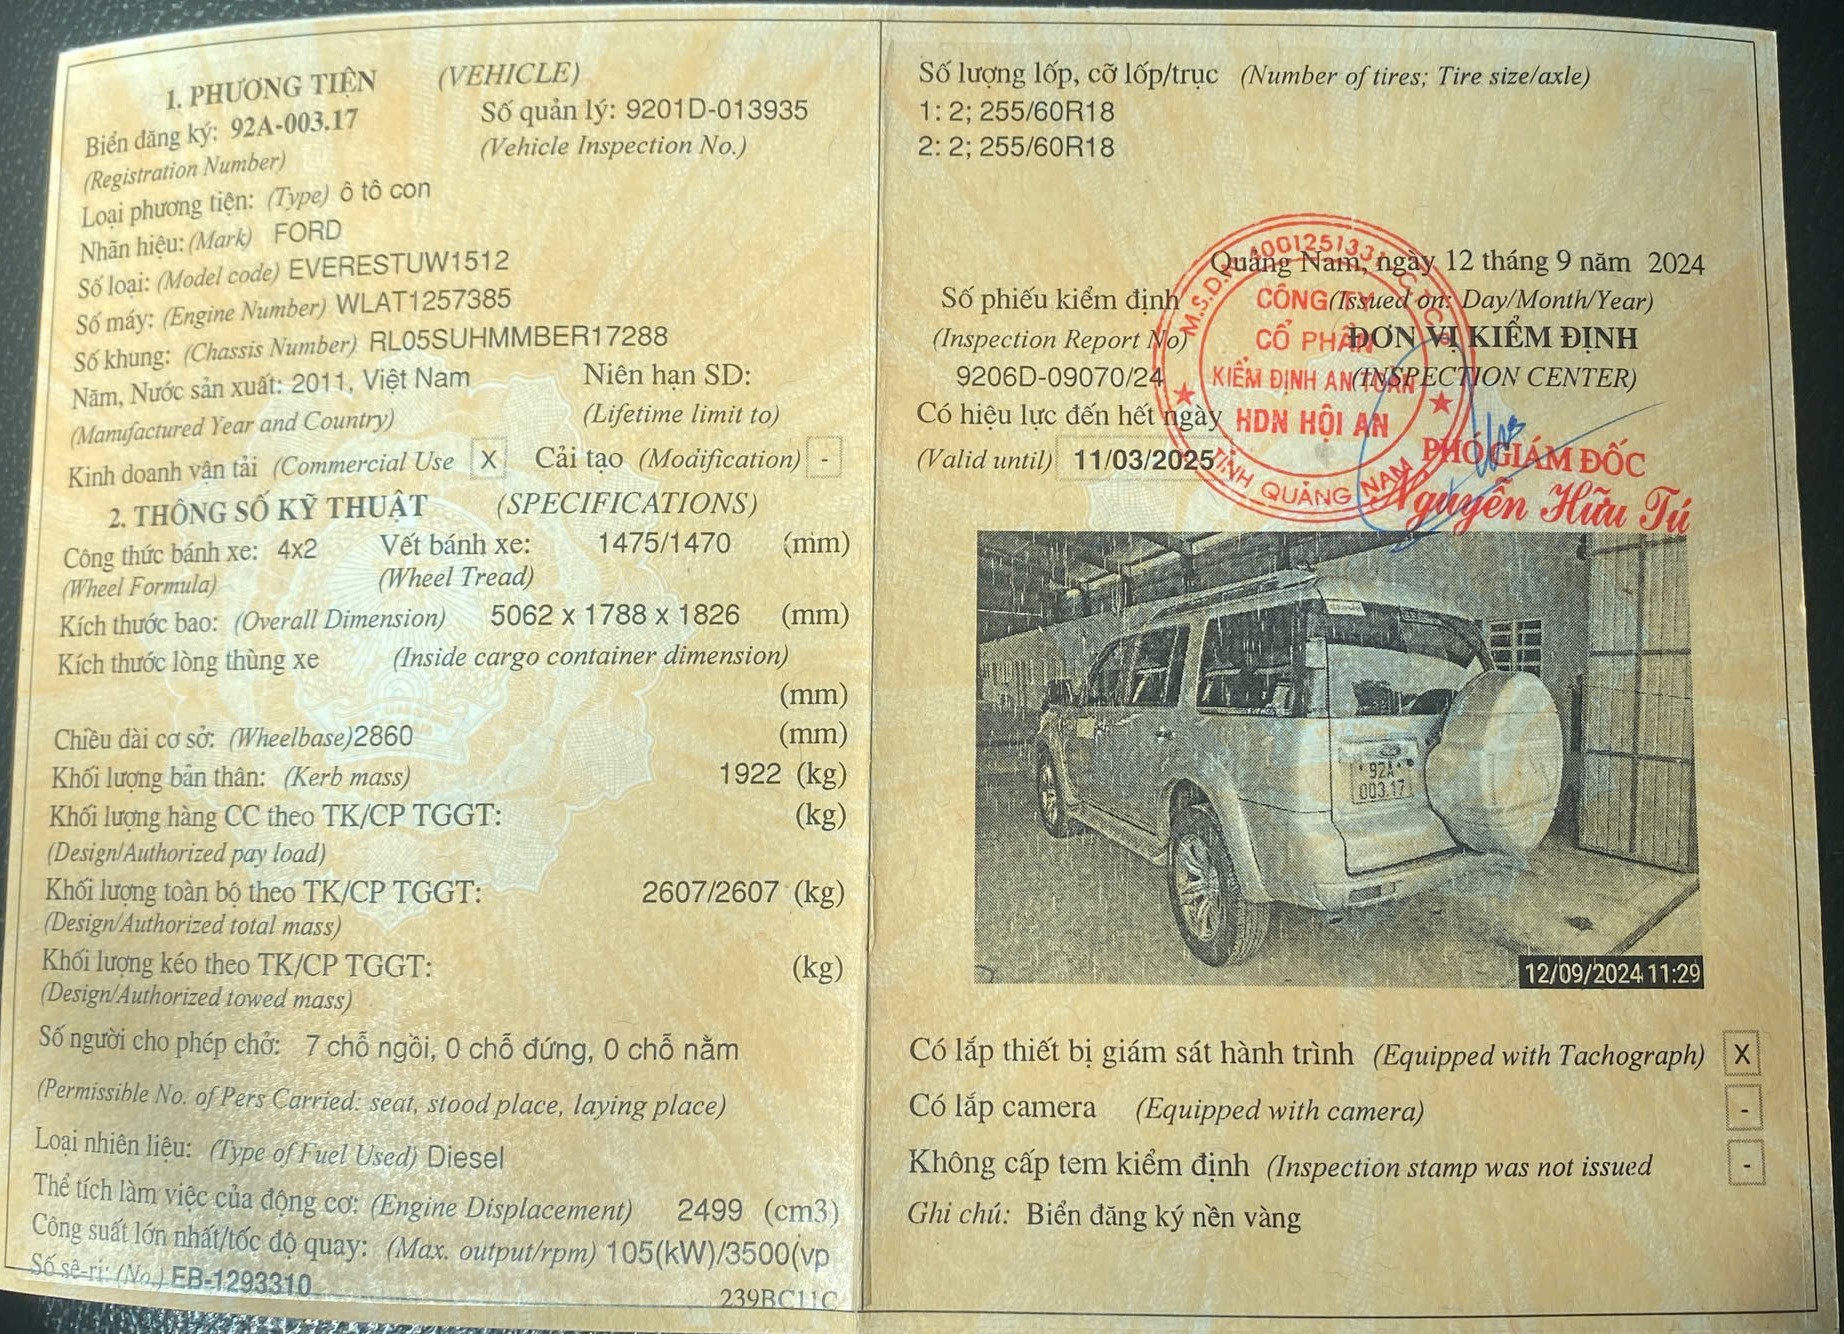 1. PHƯƠNG TIỆN (VEHICLE)
Biển đăng ký: 92A-003.17 Số quản lý: 9201D-013935
(Registration Number) (Vehicle Inspection No.)
Loại phương tiện: (Type) ô tô con
Nhãn hiệu: (Mark) FORD
Số loại: (Model code) EVERESTUW1512
Số máy: (Engine Number) WLAT1257385
Số khung: (Chassis Number) RL05SUHMMBER17288
Năm, Nước sản xuất: 2011, Việt Nam Niên hạn SD:
(Manufactured Year and Country) (Lifetime limit to)
Kinh doanh vận tải (Commercial Use X Cải tạo (Modification) -
2. THÔNG SỐ KỸ THUẬT (SPECIFICATIONS)
Công thức bánh xe: 4x2 Vết bánh xe: 1475/1470 (mm)
(Wheel Formula) (Wheel Tread)
Kích thước bao: (Overall Dimension) 5062 x 1788 x 1826 (mm)
Kích thước lòng thùng xe (Inside cargo container dimension)
(mm)
Chiều dài cơ sở: (Wheelbase)2860 (mm)
Khối lượng bản thân: (Kerb mass) 1922 (kg)
Khối lượng hàng CC theo TK/CP TGGT: (kg)
(Design/Authorized pay load)
Khối lượng toàn bộ theo TK/CP TGGT: 2607/2607 (kg)
(Design/Authorized total mass)
Khối lượng kéo theo TK/CP TGGT: (kg)
(Design/Authorized towed mass)
Số người cho phép chở: 7 chỗ ngồi, 0 chỗ đứng, 0 chỗ nằm
(Permissible No. of Pers Carried: seat, stood place, laying place)
Loại nhiên liệu: (Type of Fuel Used) Diesel
Thể tích làm việc của động cơ: (Engine Displacement) 2499 (cm3)
Công suất lớn nhất/tốc độ quay: (Max. output/rpm) 105(kW)/3500(vp
Số sê-ri: (No.) EB-1293310
239BC11C
Số lượng lốp, cỡ lốp/trục (Number of tires; Tire size/axle)
1: 2; 255/60R18
2: 2; 255/60R18
Quảng Nam, ngày 12 tháng 9 năm 2024
Số phiếu kiểm định (Issued on: Day/Month/Year)
(Inspection Report No) ĐƠN VỊ KIỂM ĐỊNH
9206D-09070/24 (INSPECTION CENTER)
Có hiệu lực đến hết ngày
(Valid until) 11/03/2025
CÔNG TY
CỔ PHẦN
KIỂM ĐỊNH AN TOÀN
HDN HỘI AN
TỈNH QUẢNG NAM
PHÓ GIÁM ĐỐC
Nguyễn Hữu Tú
92A
003.17
12/09/2024 11:29
Có lắp thiết bị giám sát hành trình (Equipped with Tachograph) X
Có lắp camera (Equipped with camera) -
Không cấp tem kiểm định (Inspection stamp was not issued -
Ghi chú: Biển đăng ký nền vàng